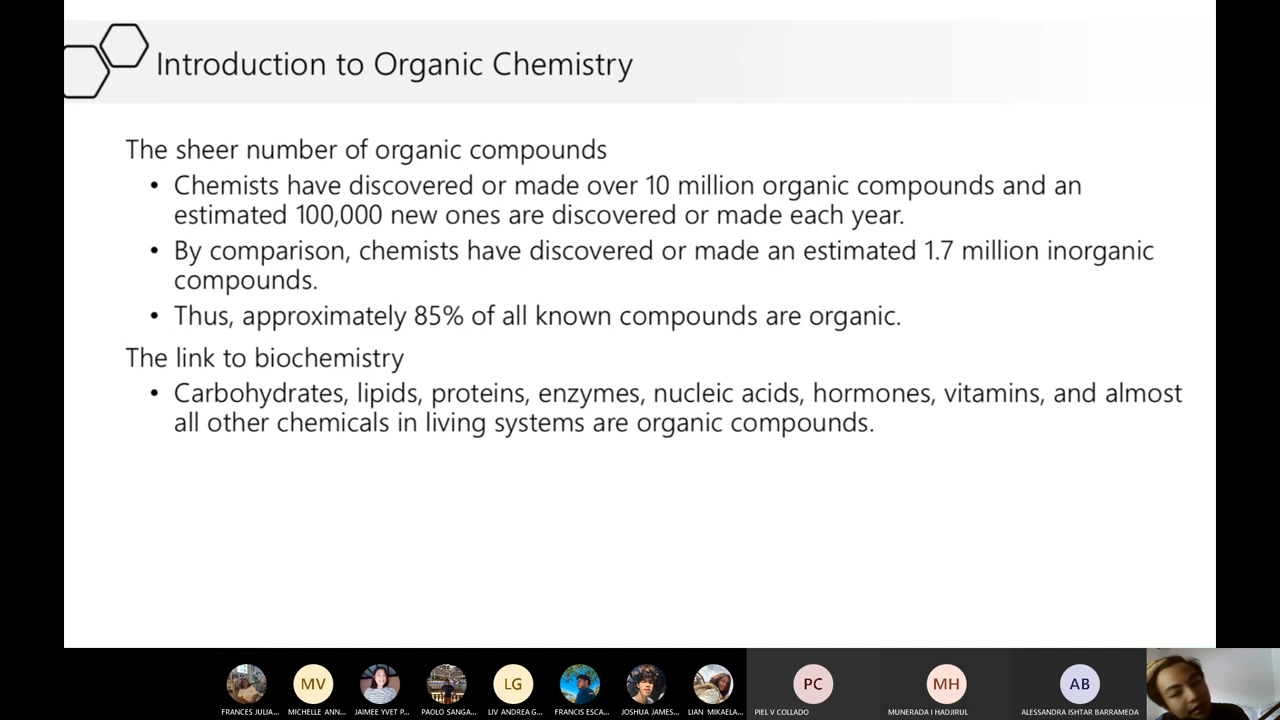 Introduction to Organic Chemistry
The sheer number of organic compounds
• Chemists have discovered or made over 10 million organic compounds and an
estimated 100,000 new ones are discovered or made each year.
• By comparison, chemists have discovered or made an estimated 1.7 million inorganic
compounds.
• Thus, approximately 85% of all known compounds are organic.
The link to biochemistry
• Carbohydrates, lipids, proteins, enzymes, nucleic acids, hormones, vitamins, and almost
all other chemicals in living systems are organic compounds.
MV LG PC MH AB
FRANCES JULIA... MICHELLE ANN... JAIMEE YVET P... PAOLO SANGA... LIV ANDREA G... FRANCIS ESCA... JOSHUA JAMES... LIAN MIKAELA... PIEL V COLLADO MUNERADA I HADJIRUL ALESSANDRA ISHTAR BARRAMEDA